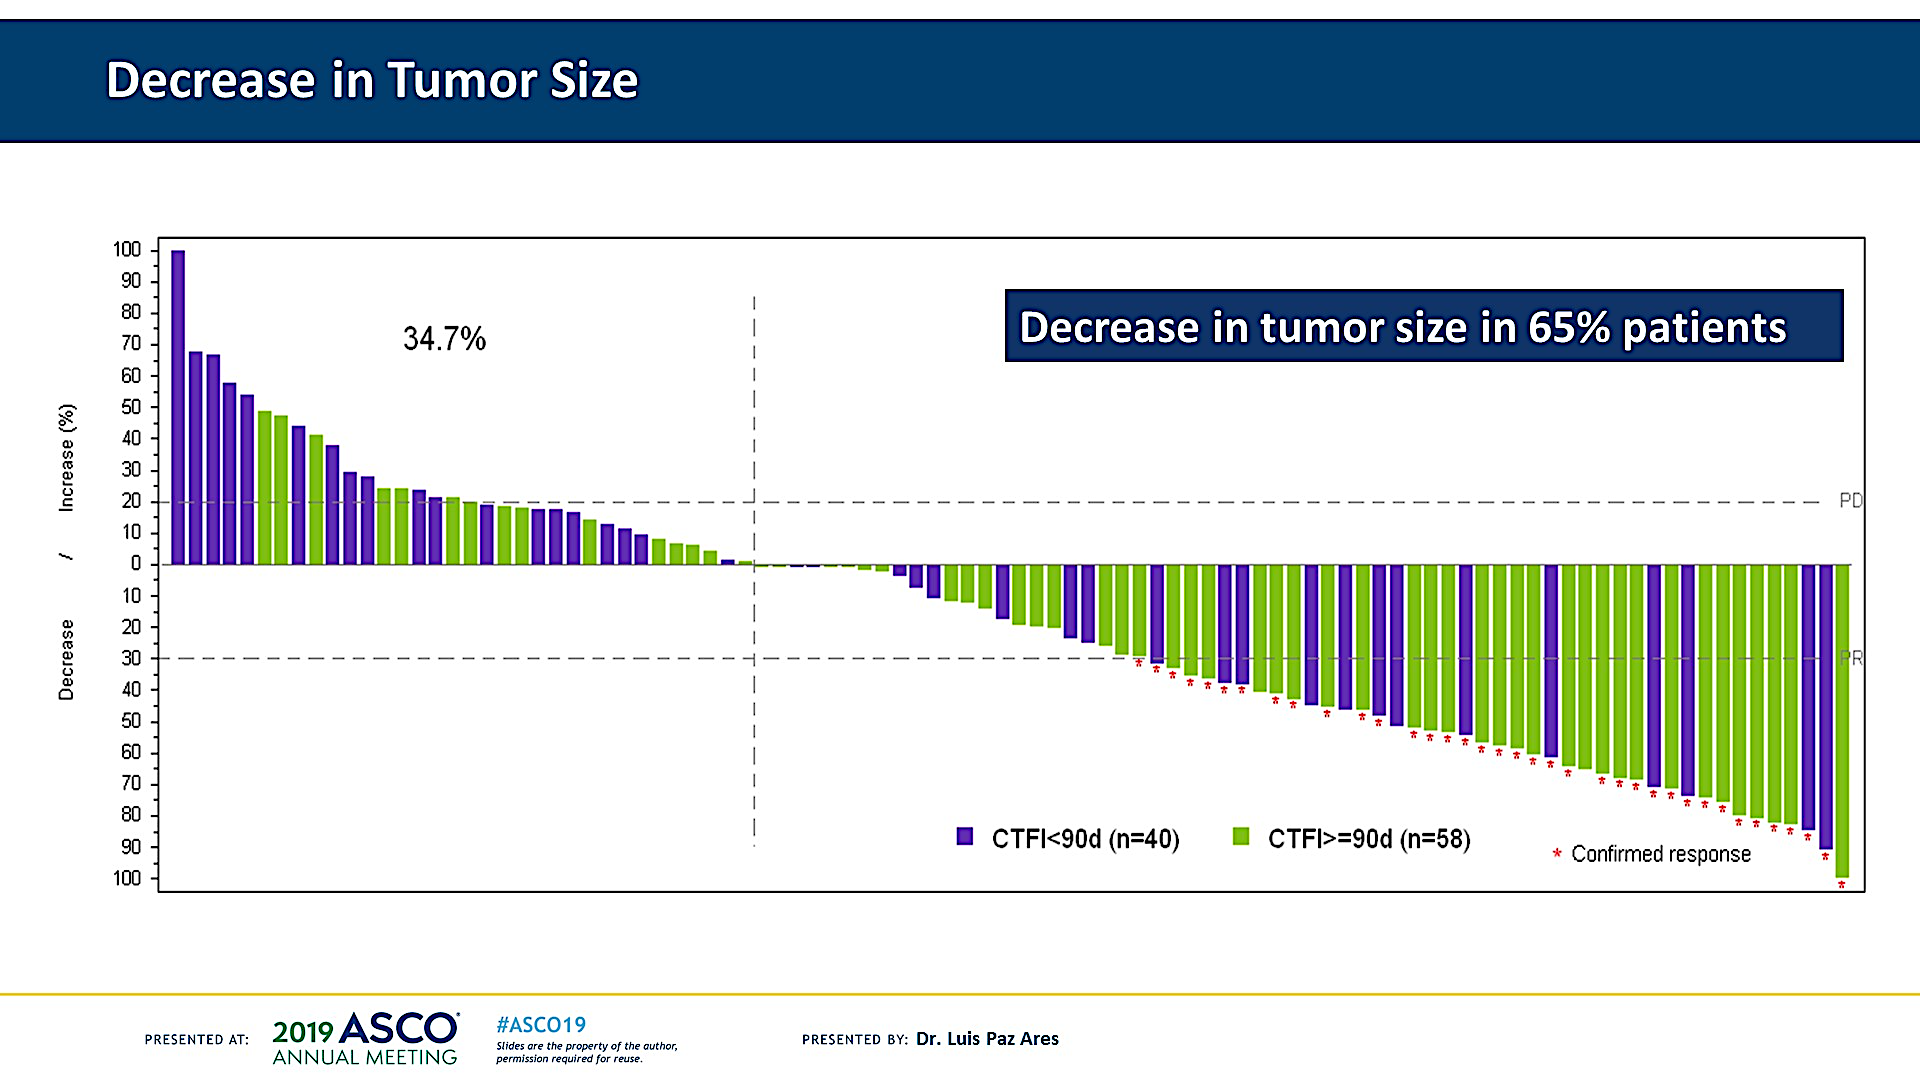 Decrease in Tumor Size
100
90
80
70
60
50
40
30
20
10
0
10
20
30
40
50
60
70
80
90
100
Decrease / Increase (%)
34.7%
Decrease in tumor size in 65% patients
PD
PR
CTFI<90d (n=40)
CTFI>=90d (n=58)
* Confirmed response
PRESENTED AT:
2019 ASCO®
ANNUAL MEETING
#ASCO19
Slides are the property of the author,
permission required for reuse.
PRESENTED BY: Dr. Luis Paz Ares